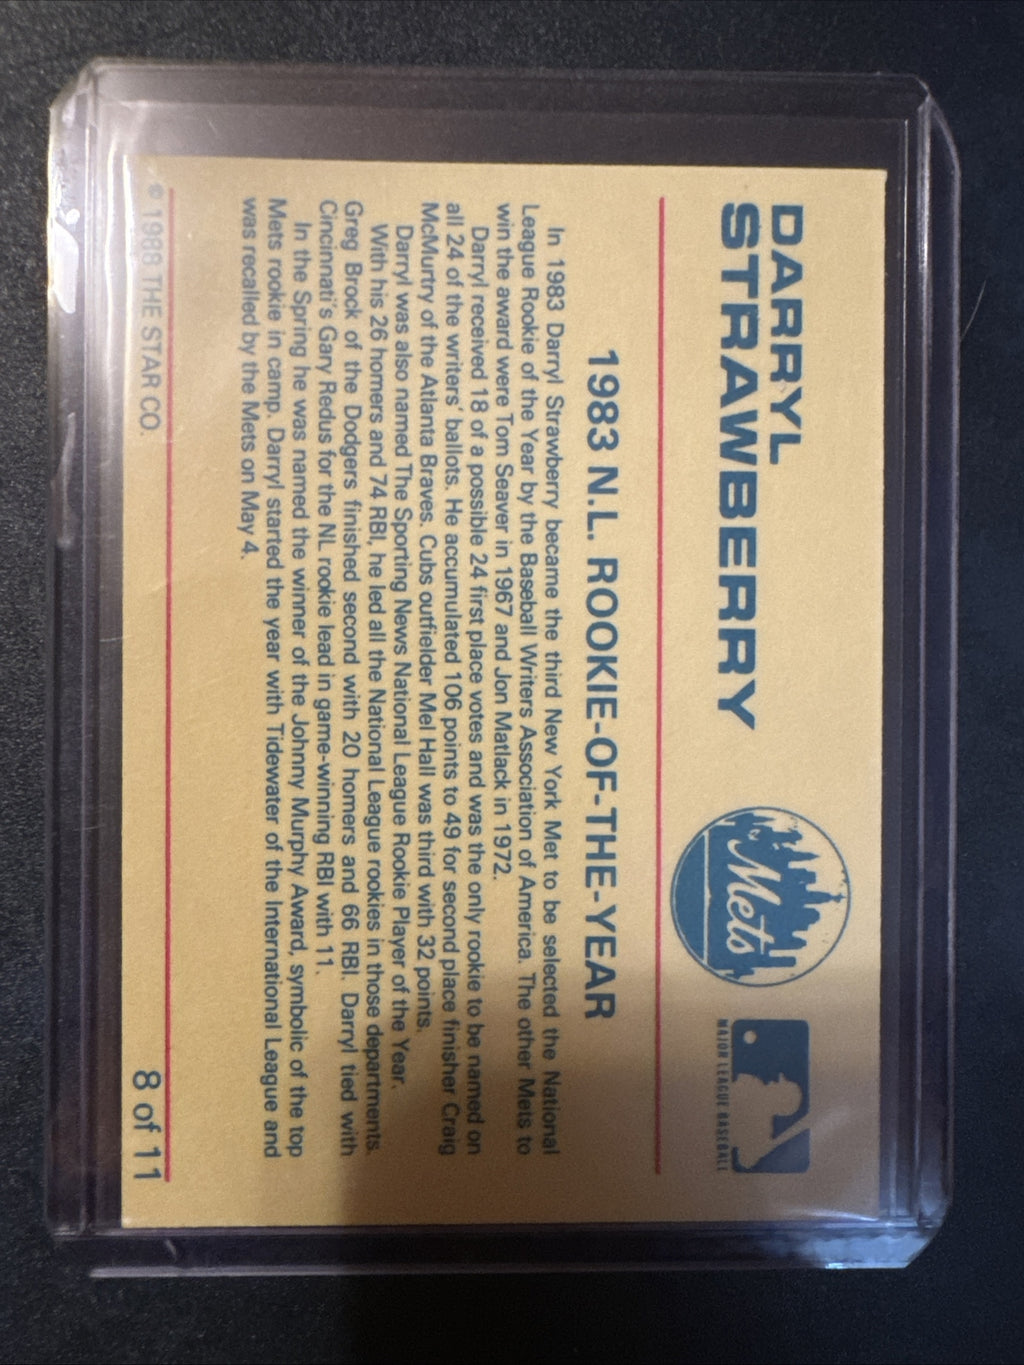 DARRYL
STRAWBERRY
Mets
MAJOR LEAGUE BASEBALL
1983 N.L. ROOKIE-OF-THE-YEAR
In 1983 Darryl Strawberry became the third New York Met to be selected the National
League Rookie of the Year by the Baseball Writers Association of America. The other Mets to
win the award were Tom Seaver in 1967 and Jon Matlack in 1972.
Darryl received 18 of a possible 24 first place votes and was the only rookie to be named on
all 24 of the writers' ballots. He accumulated 106 points to 49 for second place finisher Craig
McMurtry of the Atlanta Braves. Cubs outfielder Mel Hall was third with 32 points.
Darryl was also named The Sporting News National League Rookie Player of the Year.
With his 26 homers and 74 RBI, he led all the National League rookies in those departments.
Greg Brock of the Dodgers finished second with 20 homers and 66 RBI. Darryl tied with
Cincinnati's Gary Redus for the NL rookie lead in game-winning RBI with 11.
In the Spring he was named the winner of the Johnny Murphy Award, symbolic of the top
Mets rookie in camp. Darryl started the year with Tidewater of the International League and
was recalled by the Mets on May 4.
© 1988 THE STAR CO.
8 of 11